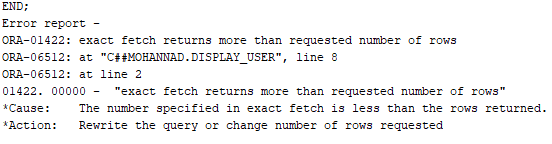 END;
Error report -
ORA-01422: exact fetch returns more than requested number of rows
ORA-06512: at "C##MOHANNAD.DISPLAY_USER", line 8
ORA-06512: at line 2
01422. 00000 -  "exact fetch returns more than requested number of rows"
*Cause:    The number specified in exact fetch is less than the rows returned.
*Action:   Rewrite the query or change number of rows requested